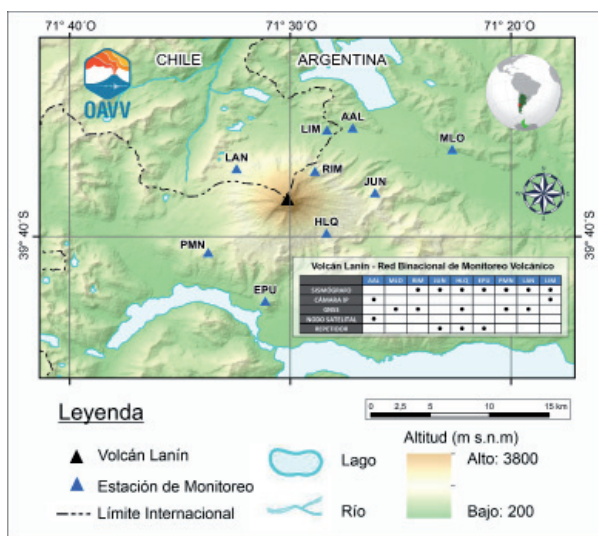 71° 40´O 71° 30´O 71° 20´O
CHILE ARGENTINA
OAVV
LIM AAL
MLO
LAN
RIM
JUN
HLQ
39° 40´S 39° 40´S
PMN
EPU
Volcán Lanín - Red Binacional de Monitoreo Volcánico
AAL MLO RIM JUN HLQ EPU PMN LAN LIM
SISMÓGRAFO
CÁMARA IP
GNSS
NODO SATELITAL
REPETIDOR
Leyenda
0 2,5 5 10 15 km
Volcán Lanín
Estación de Monitoreo
Límite Internacional
Lago
Río
Altitud (m s.n.m)
Alto: 3800
Bajo: 200